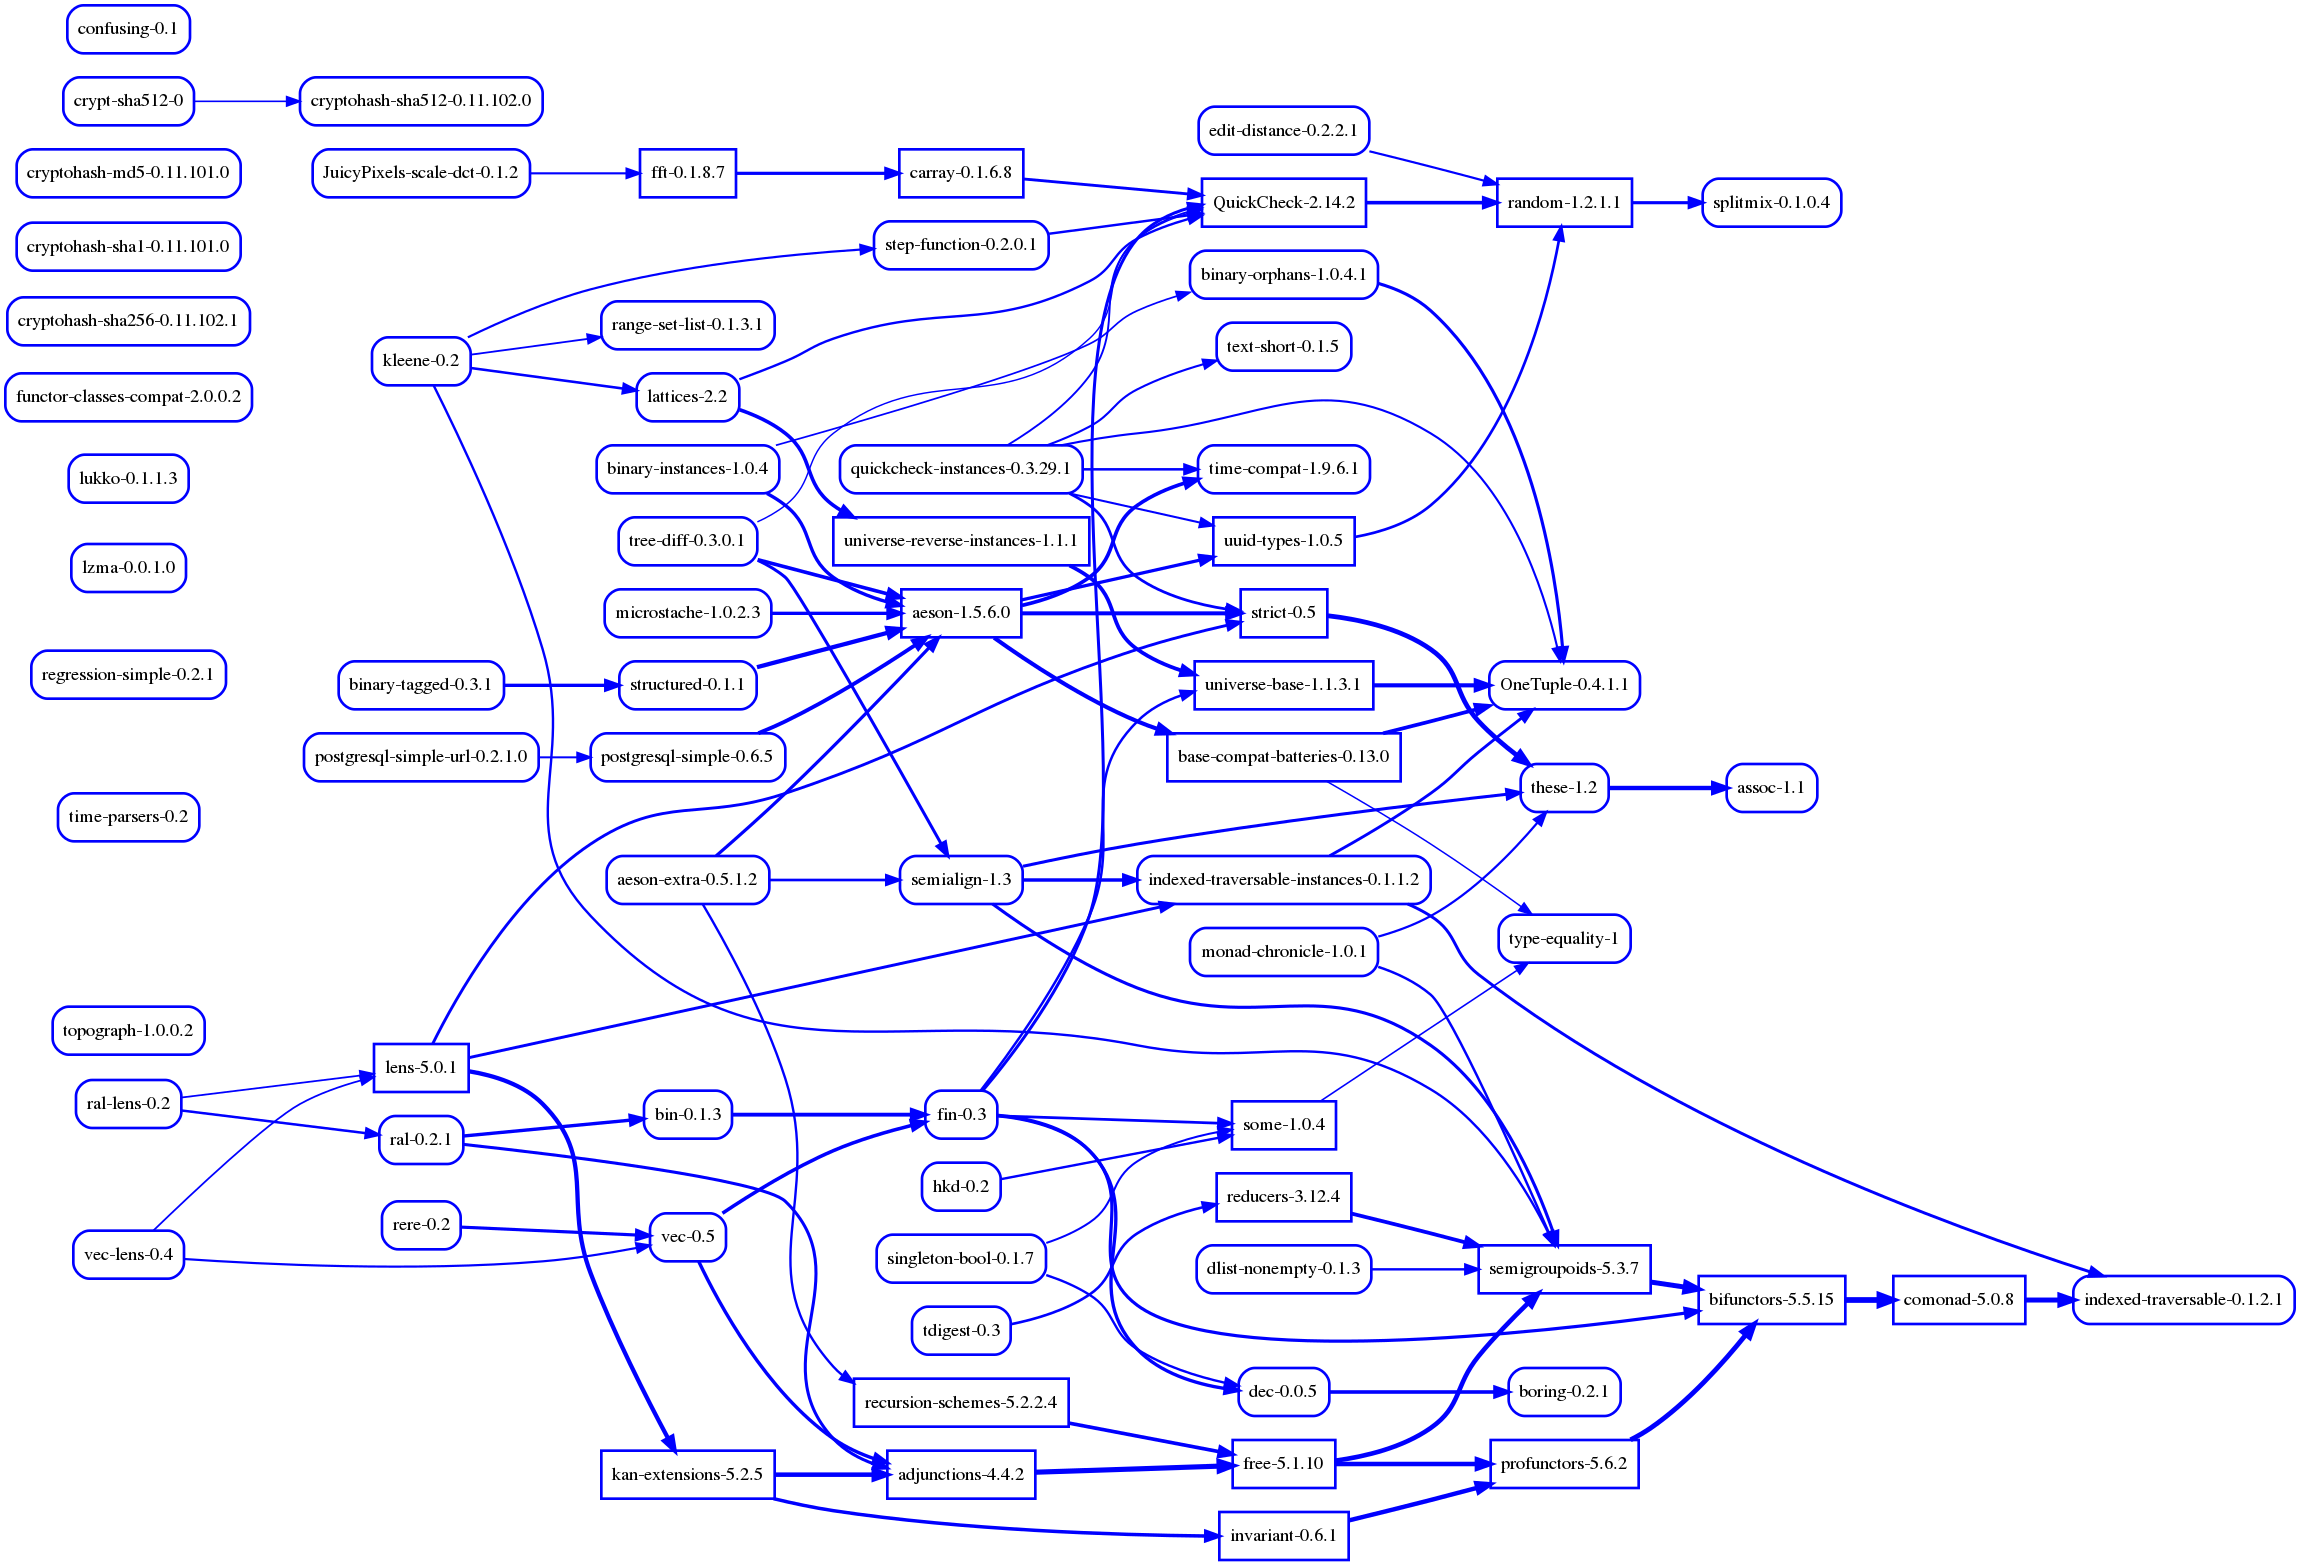 confusing-0.1
crypt-sha512-0
cryptohash-sha512-0.11.102.0
edit-distance-0.2.2.1
cryptohash-md5-0.11.101.0
JuicyPixels-scale-dct-0.1.2
fft-0.1.8.7
carray-0.1.6.8
QuickCheck-2.14.2
random-1.2.1.1
splitmix-0.1.0.4
cryptohash-sha1-0.11.101.0
step-function-0.2.0.1
binary-orphans-1.0.4.1
cryptohash-sha256-0.11.102.1
range-set-list-0.1.3.1
text-short-0.1.5
kleene-0.2
functor-classes-compat-2.0.0.2
lattices-2.2
lukko-0.1.1.3
binary-instances-1.0.4
quickcheck-instances-0.3.29.1
time-compat-1.9.6.1
tree-diff-0.3.0.1
universe-reverse-instances-1.1.1
uuid-types-1.0.5
lzma-0.0.1.0
microstache-1.0.2.3
aeson-1.5.6.0
strict-0.5
regression-simple-0.2.1
binary-tagged-0.3.1
structured-0.1.1
universe-base-1.1.3.1
OneTuple-0.4.1.1
postgresql-simple-url-0.2.1.0
postgresql-simple-0.6.5
base-compat-batteries-0.13.0
these-1.2
assoc-1.1
time-parsers-0.2
aeson-extra-0.5.1.2
semialign-1.3
indexed-traversable-instances-0.1.1.2
monad-chronicle-1.0.1
type-equality-1
topograph-1.0.0.2
lens-5.0.1
ral-lens-0.2
bin-0.1.3
fin-0.3
some-1.0.4
ral-0.2.1
hkd-0.2
reducers-3.12.4
rere-0.2
vec-0.5
vec-lens-0.4
singleton-bool-0.1.7
dlist-nonempty-0.1.3
semigroupoids-5.3.7
bifunctors-5.5.15
comonad-5.0.8
indexed-traversable-0.1.2.1
tdigest-0.3
dec-0.0.5
boring-0.2.1
recursion-schemes-5.2.2.4
kan-extensions-5.2.5
adjunctions-4.4.2
free-5.1.10
profunctors-5.6.2
invariant-0.6.1